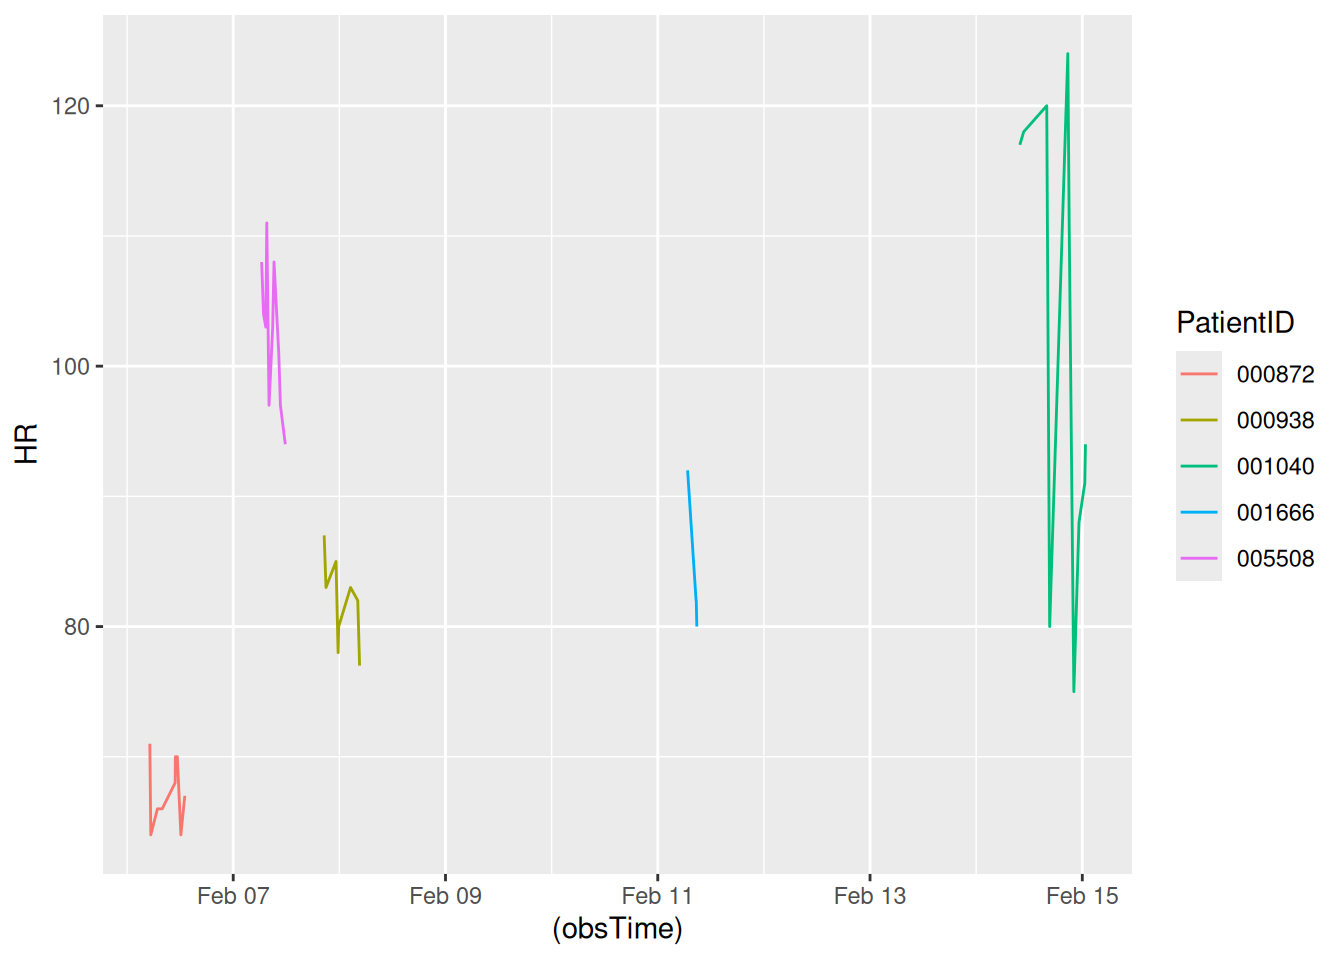 120
100
80
HR
Feb 07
Feb 09
Feb 11
Feb 13
Feb 15
(obsTime)
PatientID
000872
000938
001040
001666
005508